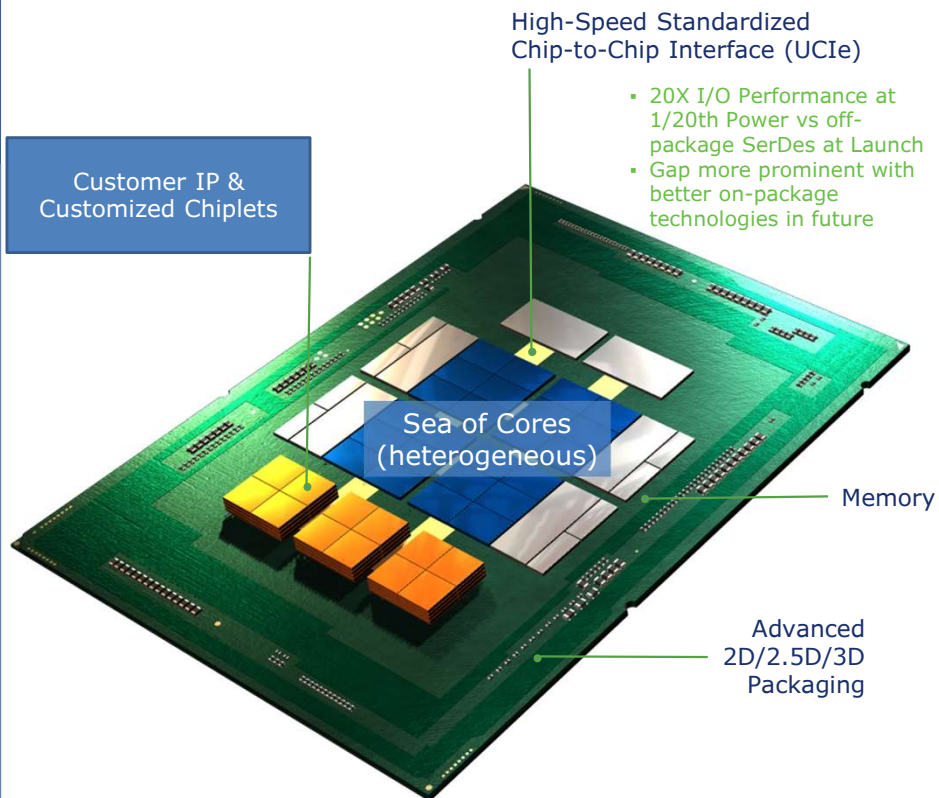 High-Speed Standardized
Chip-to-Chip Interface (UCIe)
▪ 20X I/O Performance at
1/20th Power vs off-
package SerDes at Launch
▪ Gap more prominent with
better on-package
technologies in future
Customer IP &
Customized Chiplets
Sea of Cores
(heterogeneous)
Memory
Advanced
2D/2.5D/3D
Packaging